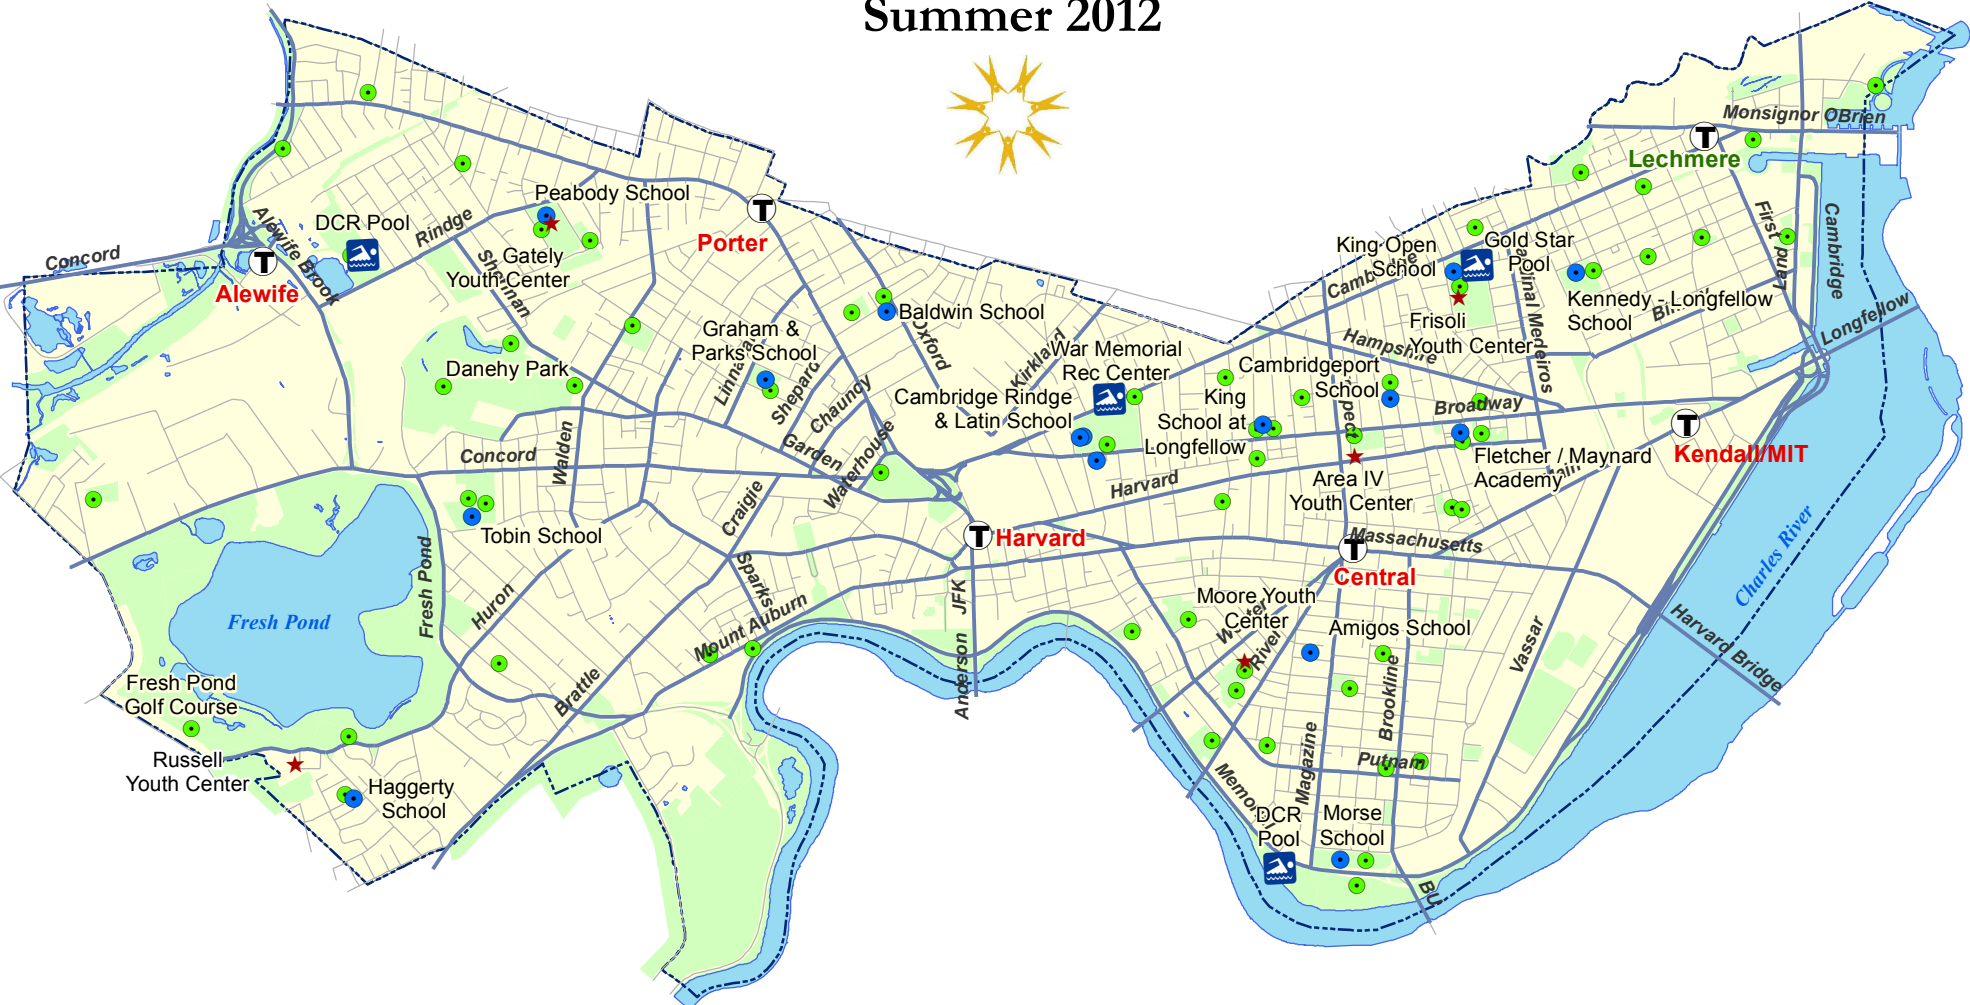 Summer 2012
Monsignor OBrien
Lechmere
Peabody School
DCR Pool
Rindge
Alewife Brook
Concord
Alewife
Sherman
Gately
Youth Center
Porter
King Open
School
Gold Star
Pool
Cambridge
First
Land
Cambridge
Longfellow
Kennedy - Longfellow
School
Medeiros
Frisoli
Youth Center
Hampshire
Baldwin School
Oxford
Kirkland
Graham &
Parks School
Linnaean
Shepard
Chauncy
War Memorial
Rec Center
Cambridge Rindge
& Latin School
Cambridgeport
School
King
School at
Longfellow
Broadway
Danehy Park
Walden
Concord
Garden
Waterhouse
Craigie
Harvard
Area IV
Youth Center
Fletcher / Maynard
Academy
Main
Kendall/MIT
Tobin School
Harvard
Massachusetts
Central
Charles River
Fresh Pond
Fresh Pond
Huron
Sparks
Mount Auburn
JFK
Anderson
Moore Youth
Center
River
Amigos School
Vassar
Harvard Bridge
Brattle
Brookline
Magazine
Putnam
Fresh Pond
Golf Course
Russell
Youth Center
Haggerty
School
Memorial
DCR
Pool
Morse
School
BU
T
T
T
T
T
T